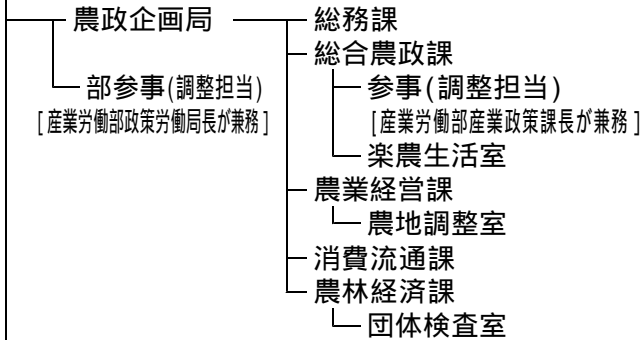 農政企画局
総務課
総合農政課
部参事(調整担当)
参事(調整担当)
[産業労働部政策労働局長が兼務]
[産業労働部産業政策課長が兼務]
楽農生活室
農業経営課
農地調整室
消費流通課
農林経済課
団体検査室